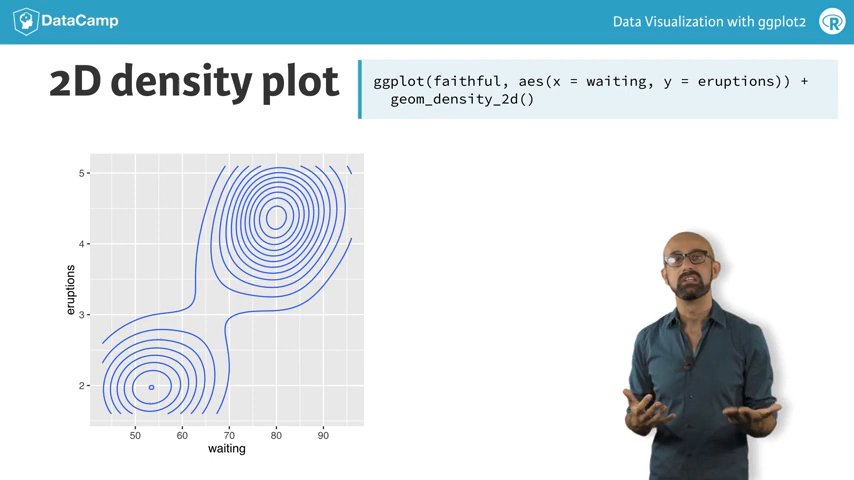 DataCamp
Data Visualization with ggplot2
R
2D density plot
ggplot(faithful, aes(x = waiting, y = eruptions)) +
geom_density_2d()
5
4
3
2
eruptions
50 60 70 80 90
waiting